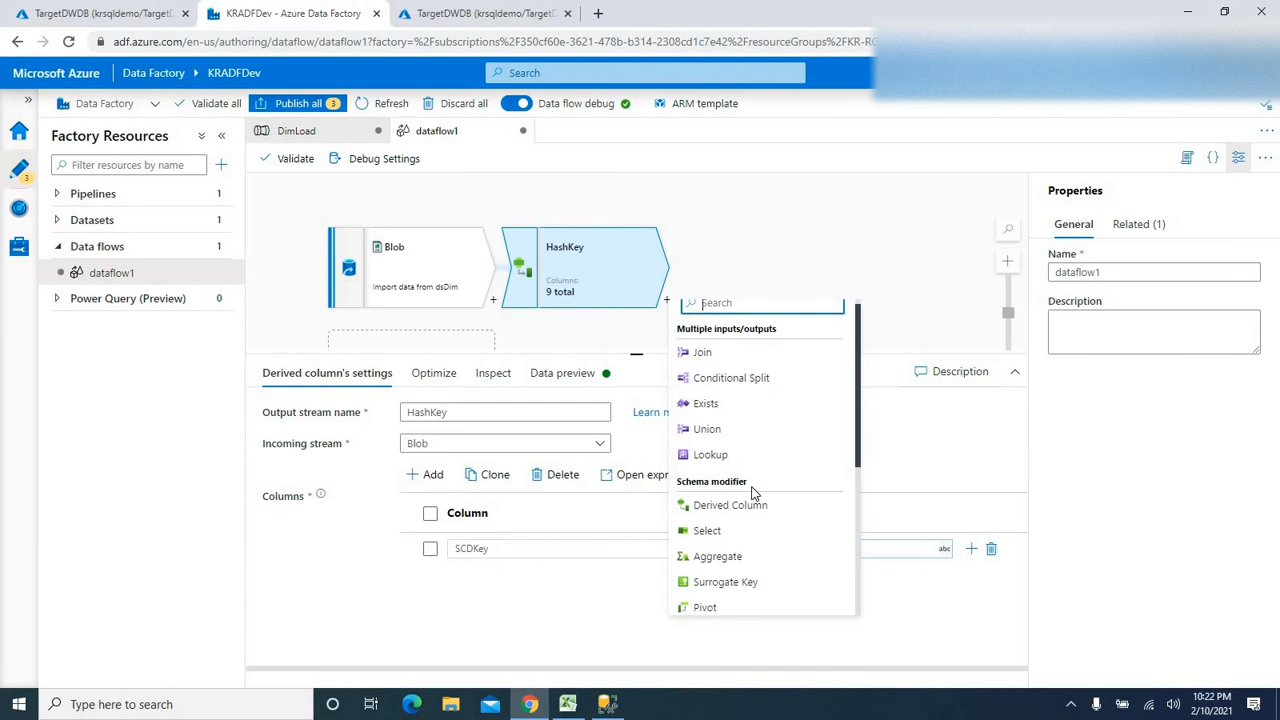 TargetDWDB (krsqldemo/TargetDW
KRADFDev - Azure Data Factory
TargetDWDB (krsqldemo/TargetDW
adf.azure.com/en-us/authoring/dataflow/dataflow1?factory=%2Fsubscriptions%2F350cf60e-3621-478b-b314-2308cd1c7e42%2FresourceGroups%2FKR-RG
Microsoft Azure
Data Factory
KRADFDev
Search
Data Factory
Validate all
Publish all 3
Refresh
Discard all
Data flow debug
ARM template
Factory Resources
DimLoad
dataflow1
Filter resources by name
Validate
Debug Settings
3
Pipelines 1
Datasets 1
Data flows 1
dataflow1
Power Query (Preview) 0
Blob
Import data from dsDim
HashKey
Columns:
9 total
Search
Multiple inputs/outputs
Join
Conditional Split
Exists
Union
Lookup
Schema modifier
Derived Column
Select
Aggregate
Surrogate Key
Pivot
Derived column's settings
Optimize
Inspect
Data preview
Description
Output stream name *
HashKey
Learn m
Incoming stream *
Blob
Add
Clone
Delete
Open expr
Columns *
Column
SCDKey
abc
Properties
General
Related (1)
Name *
dataflow1
Description
Type here to search
10:22 PM
2/10/2021